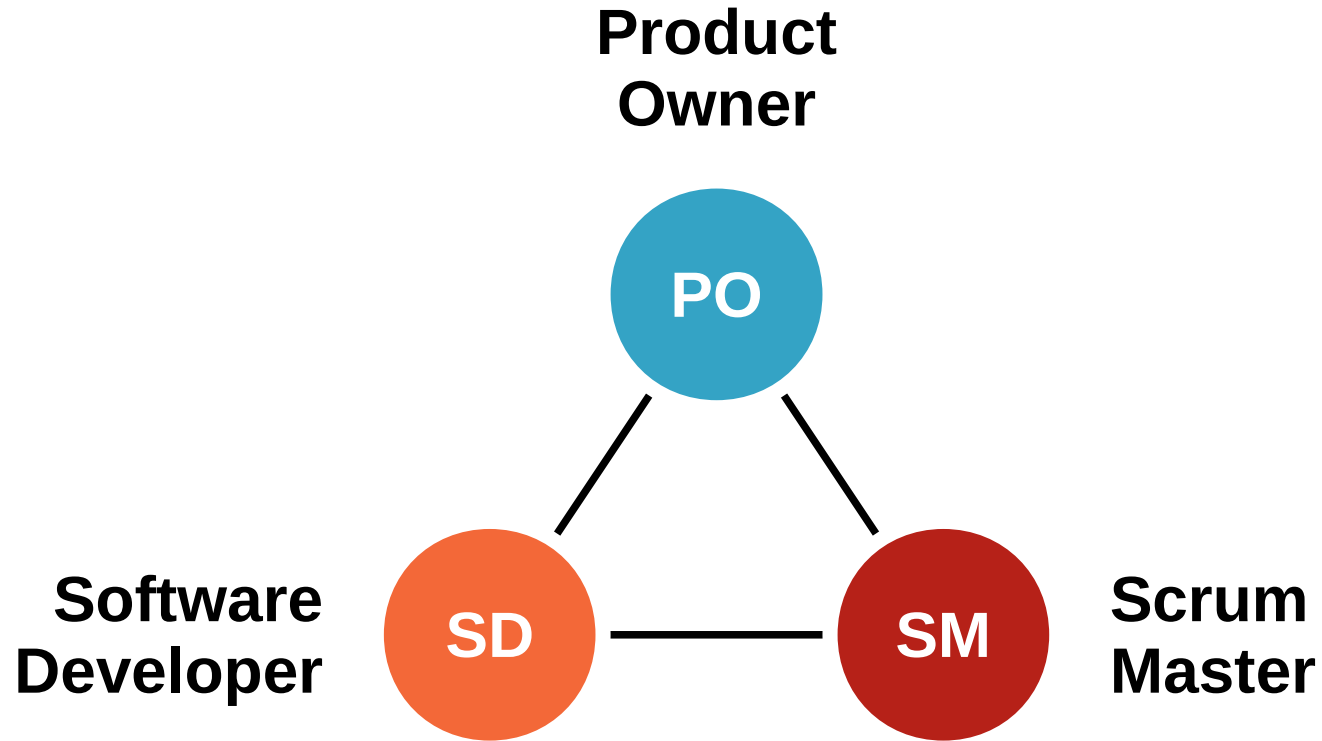 Product
Owner
PO
Software
Developer
SD
SM
Scrum
Master